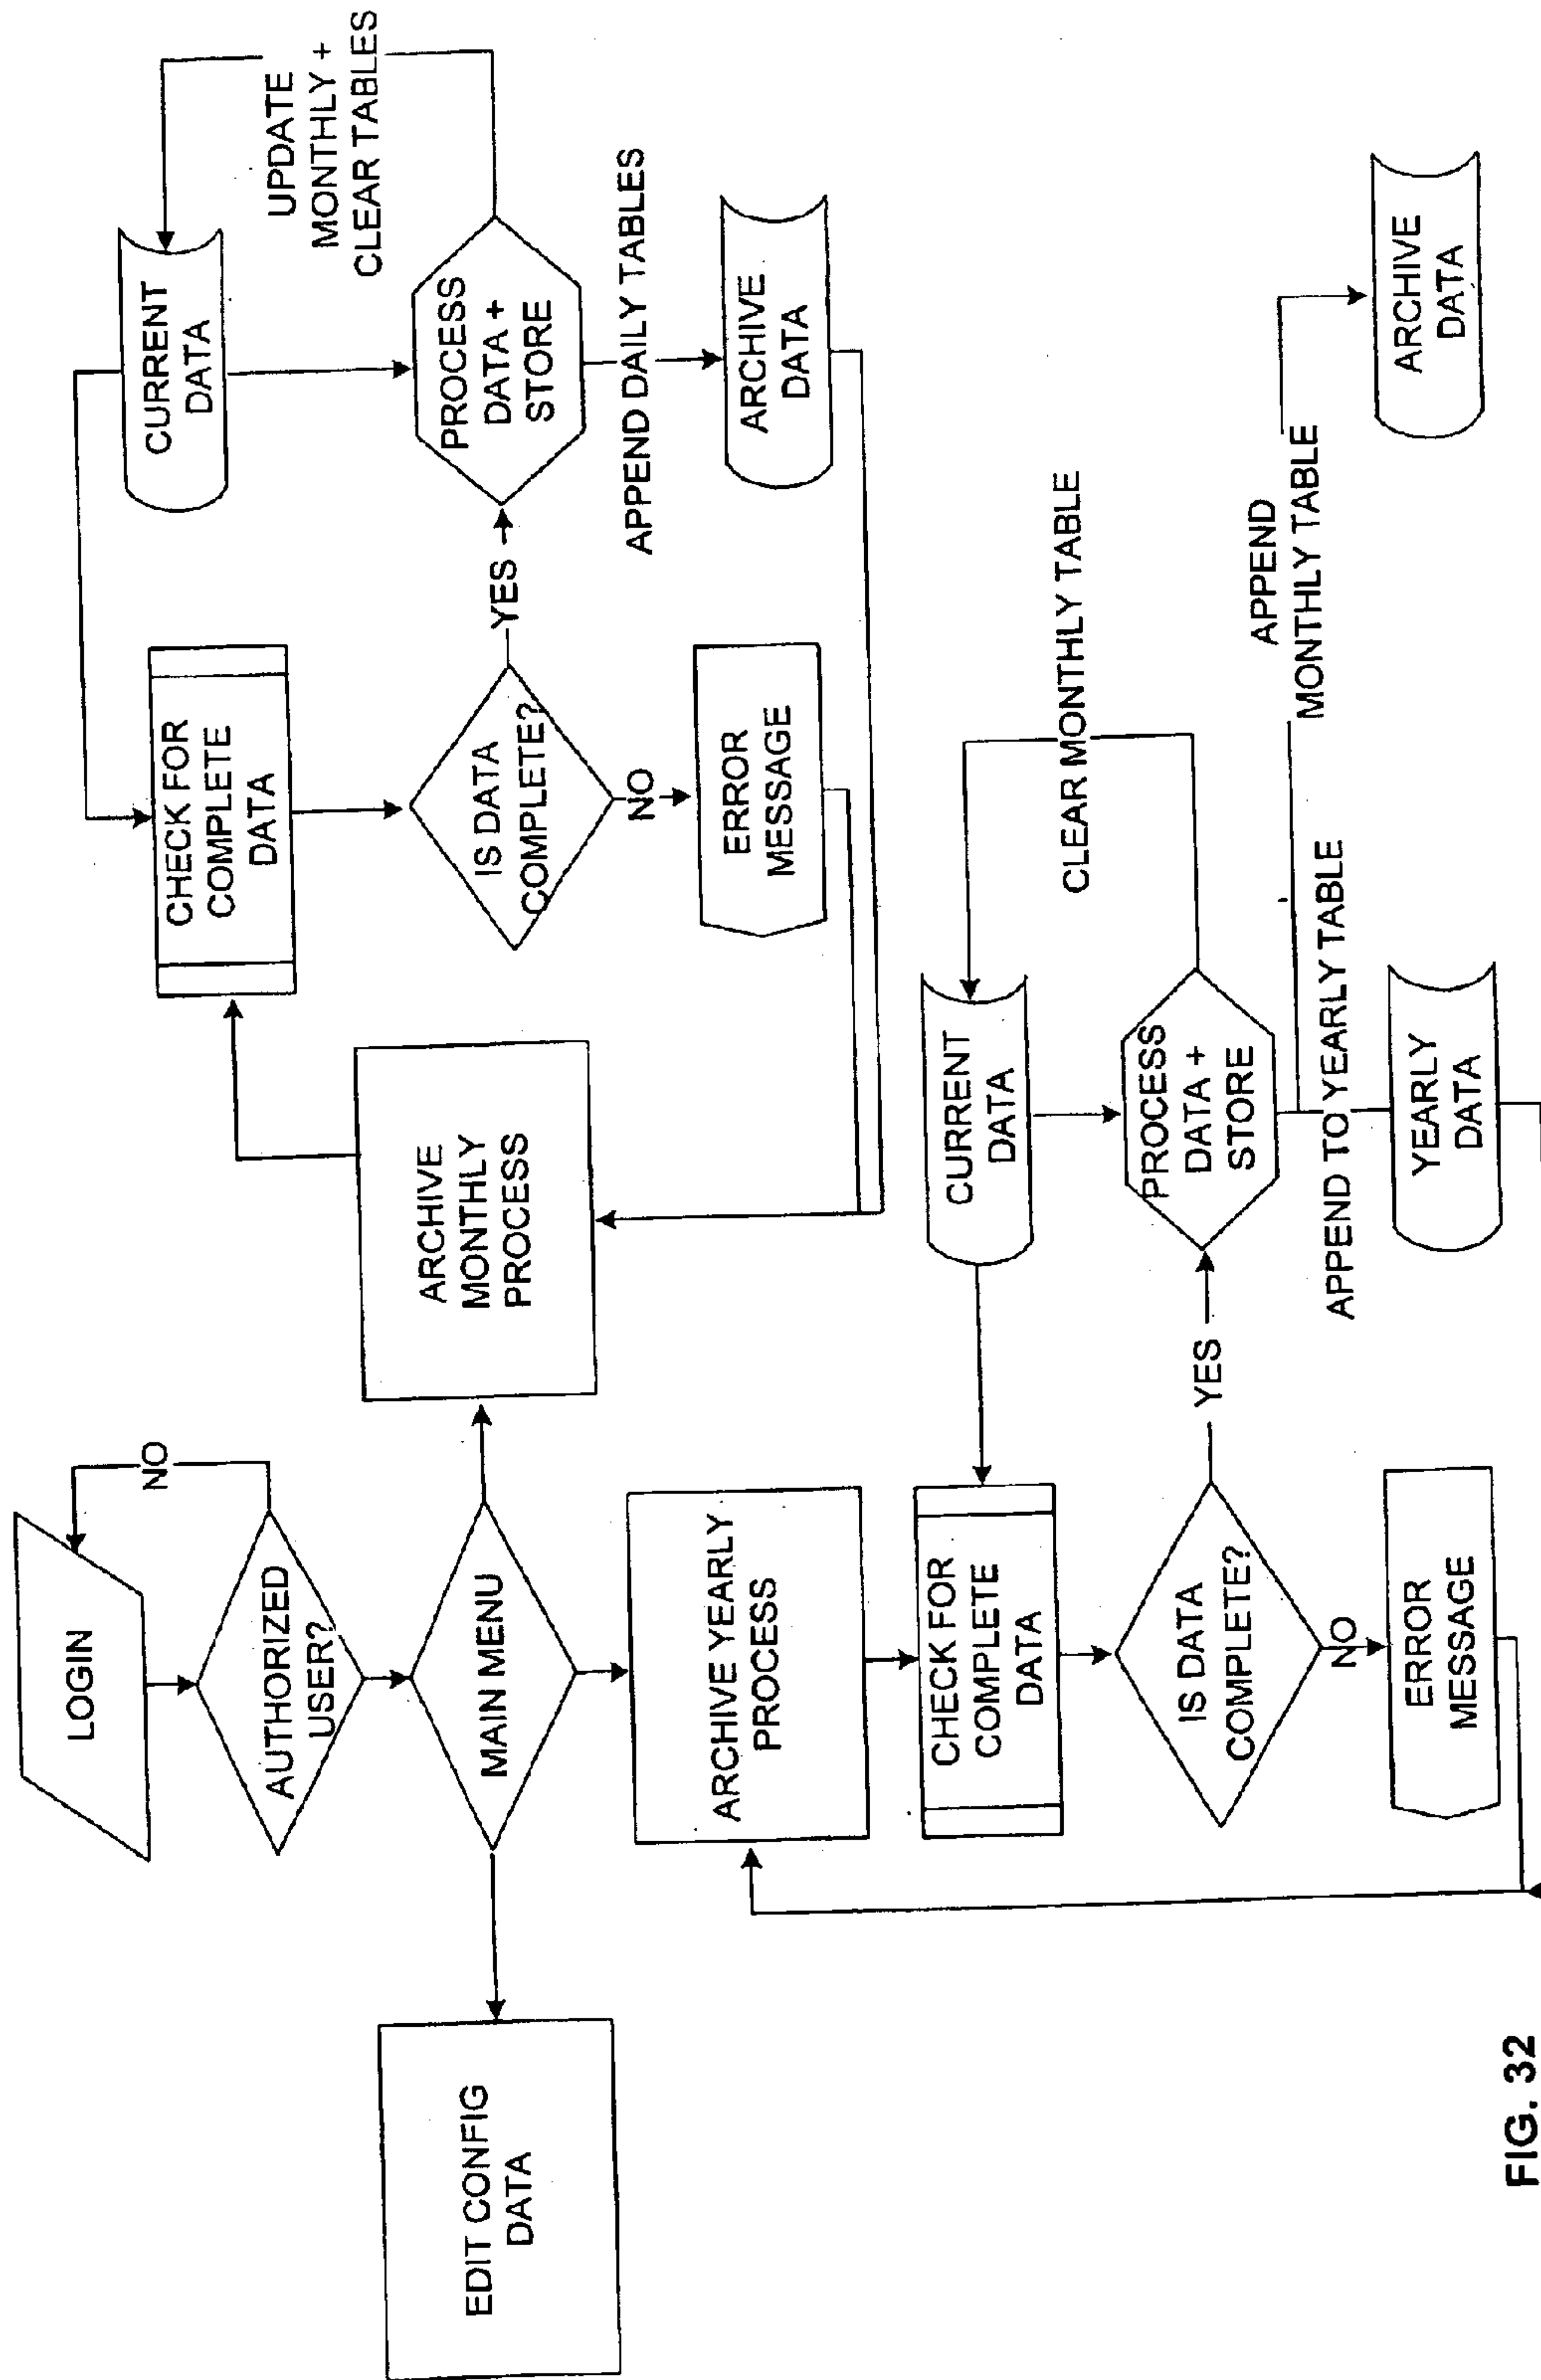 LOGIN
NO
AUTHORIZED
USER?
MAIN MENU
EDIT CONFIG
DATA
ARCHIVE
MONTHLY
PROCESS
CHECK FOR
COMPLETE
DATA
CURRENT
DATA
UPDATE
MONTHLY +
CLEAR TABLES
IS DATA
COMPLETE?
YES
PROCESS
DATA +
STORE
NO
APPEND DAILY TABLES
ERROR
MESSAGE
ARCHIVE
DATA
ARCHIVE YEARLY
PROCESS
CHECK FOR
COMPLETE
DATA
CURRENT
DATA
CLEAR MONTHLY TABLE
IS DATA
COMPLETE?
YES
PROCESS
DATA +
STORE
APPEND
MONTHLY TABLE
NO
APPEND TO YEARLY TABLE
ERROR
MESSAGE
YEARLY
DATA
ARCHIVE
DATA
FIG. 32